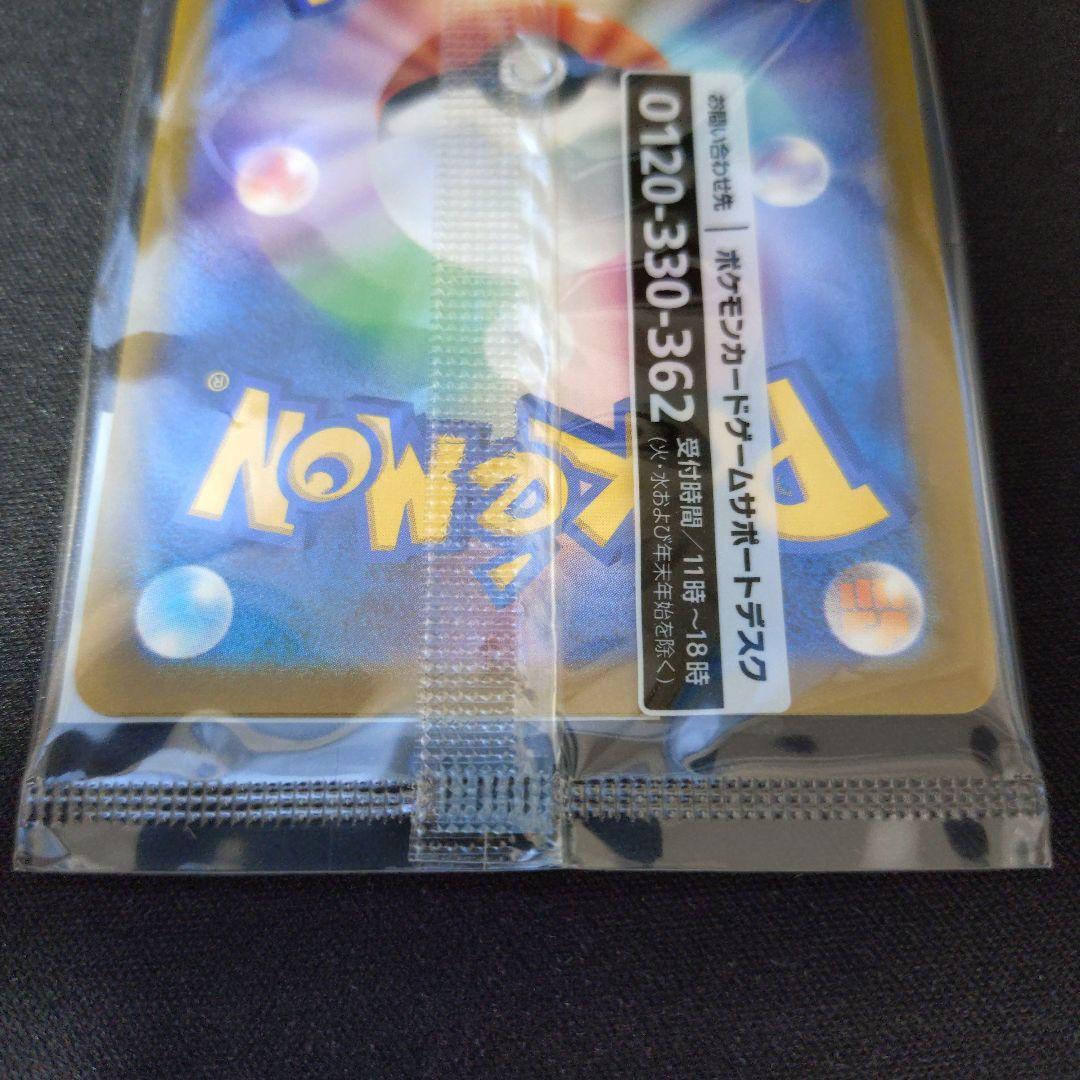 お問い合わせ先 | ポケモンカードゲームサポートデスク
0120-330-362 受付時間／11時～18時
(火・水および年末年始を除く)
POKéMON®